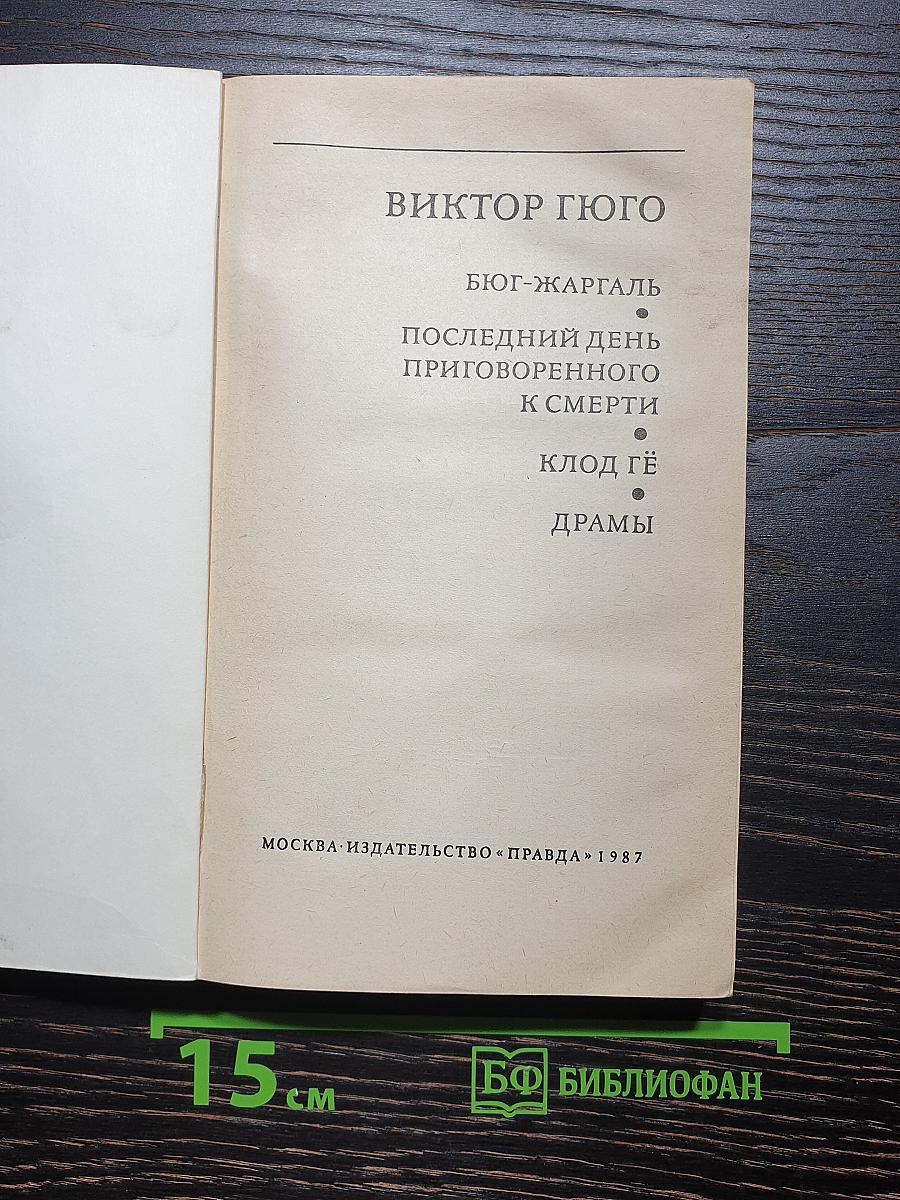 ВИКТОР ГЮГО
БЮГ-ЖАРГАЛЬ
ПОСЛЕДНИЙ ДЕНЬ
ПРИГОВОРЕННОГО
К СМЕРТИ
КЛОД ГЁ
ДРАМЫ
МОСКВА·ИЗДАТЕЛЬСТВО «ПРАВДА» 1987
15 см
БФ БИБЛИОФАН